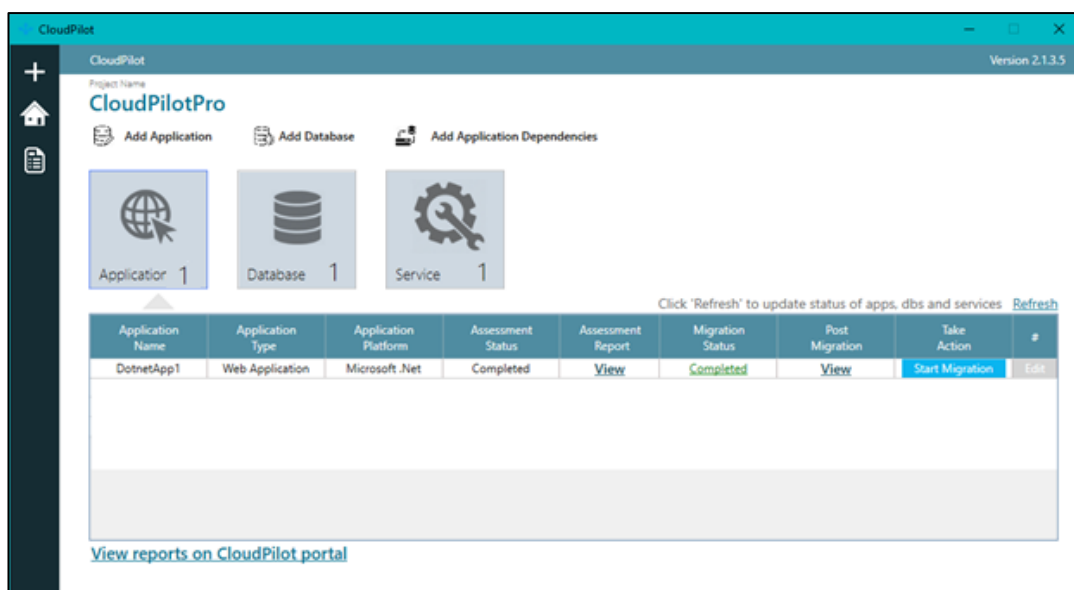 CloudPilot
CloudPilot Version 2.1.3.5
Project Name
CloudPilotPro
Add Application Add Database Add Application Dependencies
Applicatior 1 Database 1 Service 1
Click 'Refresh' to update status of apps, dbs and services Refresh
Application Name Application Type Application Platform Assessment Status Assessment Report Migration Status Post Migration Take Action #
DotnetApp1 Web Application Microsoft .Net Completed View Completed View Start Migration Edit
View reports on CloudPilot portal